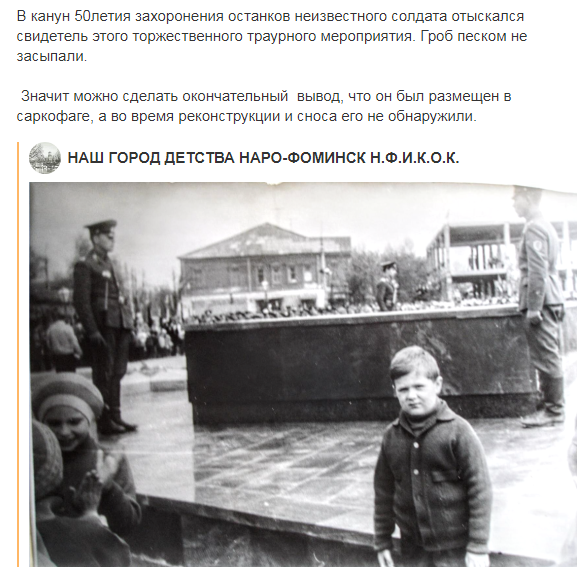 В канун 50летия захоронения останков неизвестного солдата отыскался
свидетель этого торжественного траурного мероприятия. Гроб песком не
засыпали.
Значит можно сделать окончательный вывод, что он был размещен в
саркофаге, а во время реконструкции и сноса его не обнаружили.
НАШ ГОРОД ДЕТСТВА НАРО-ФОМИНСК Н.Ф.И.К.О.К.